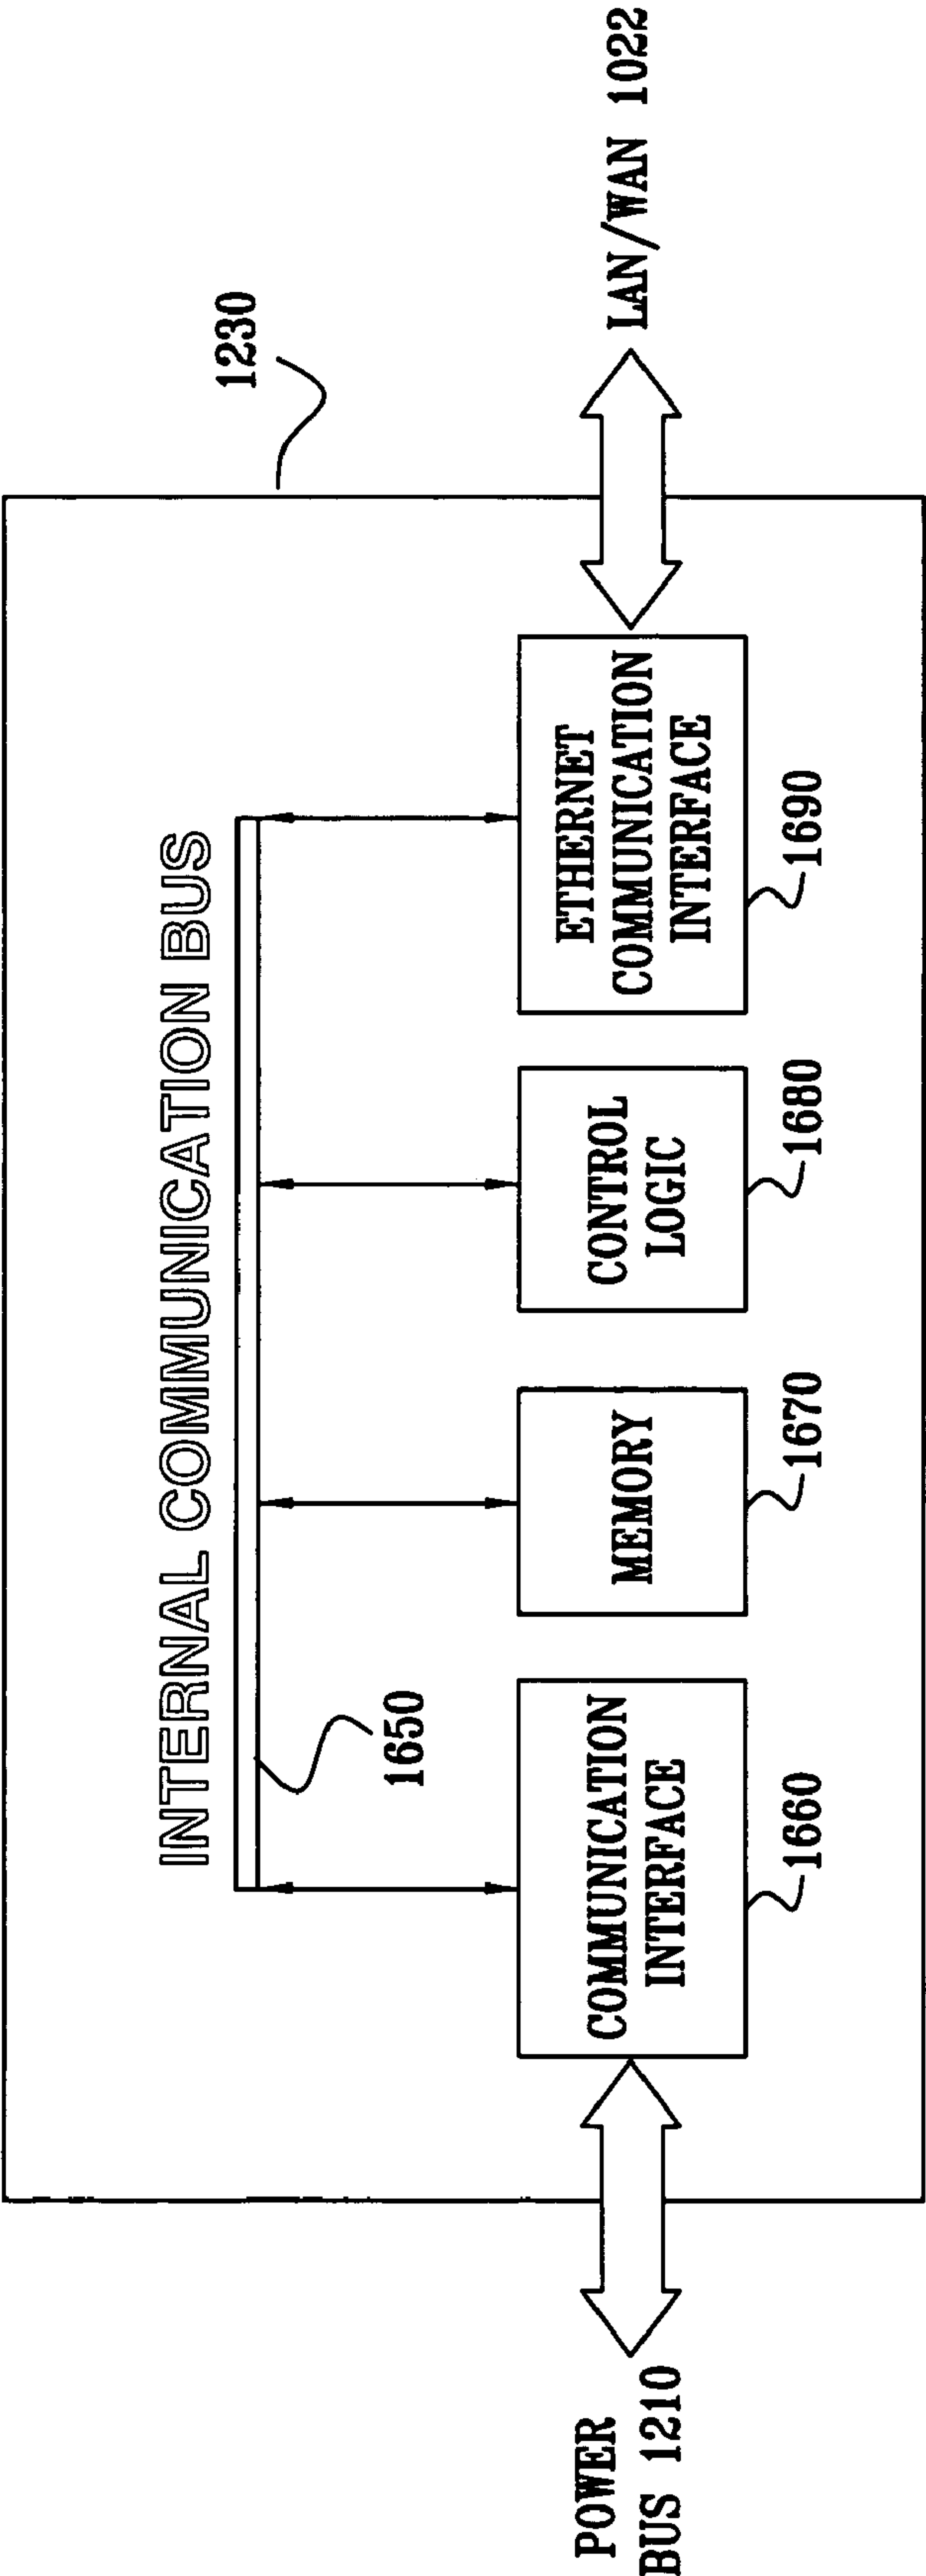 1230
INTERNAL COMMUNICATION BUS
1650
POWER
BUS 1210
COMMUNICATION
INTERFACE
1660
MEMORY
1670
CONTROL
LOGIC
1680
ETHERNET
COMMUNICATION
INTERFACE
1690
LAN/WAN 1022